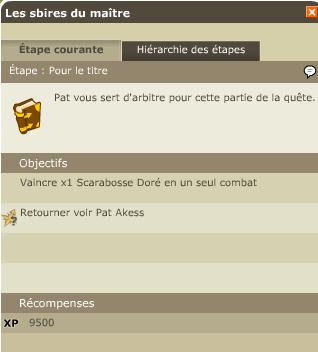 Les sbires du maître
Étape courante
Hiérarchie des étapes
Étape : Pour le titre
Pat vous sert d'arbitre pour cette partie de la quête.
Objectifs
Vaincre x1 Scarabosse Doré en un seul combat
Retourner voir Pat Akess
Récompenses
XP 9500